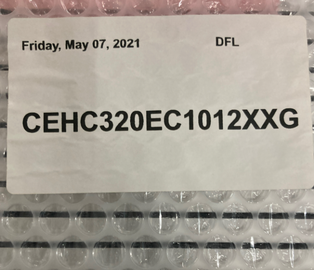 Friday, May 07, 2021 DFL
CEHC320EC1012XXG